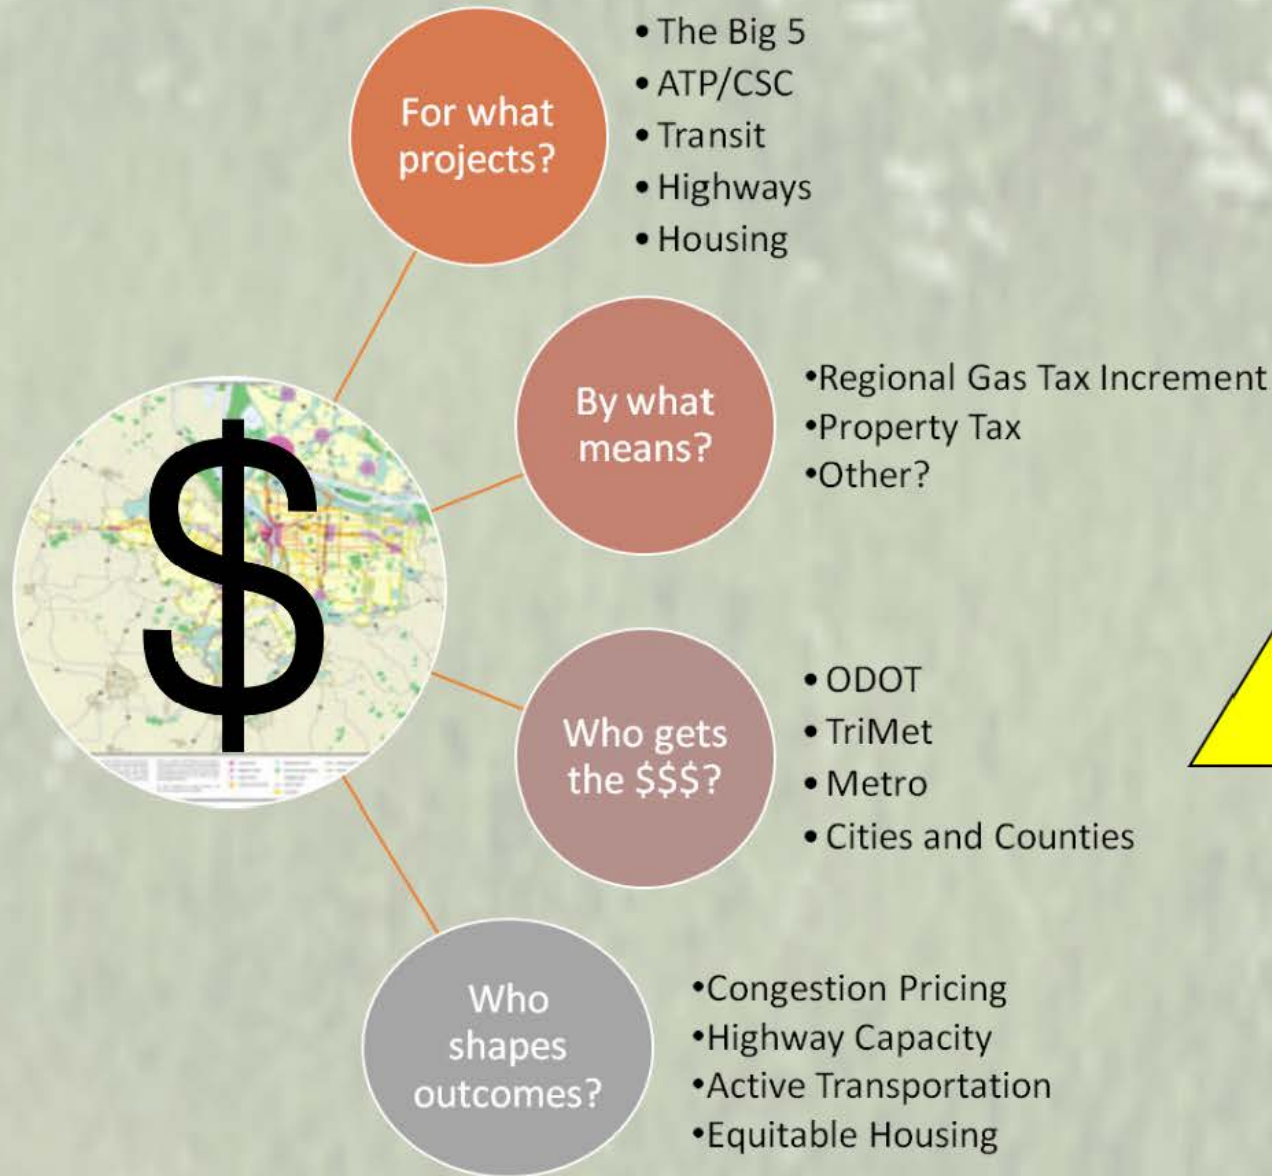 For what
projects?
• The Big 5
• ATP/CSC
• Transit
• Highways
• Housing
By what
means?
•Regional Gas Tax Increment
•Property Tax
•Other?
$
Who gets
the $$$?
• ODOT
• TriMet
• Metro
• Cities and Counties
Who
shapes
outcomes?
•Congestion Pricing
•Highway Capacity
•Active Transportation
•Equitable Housing